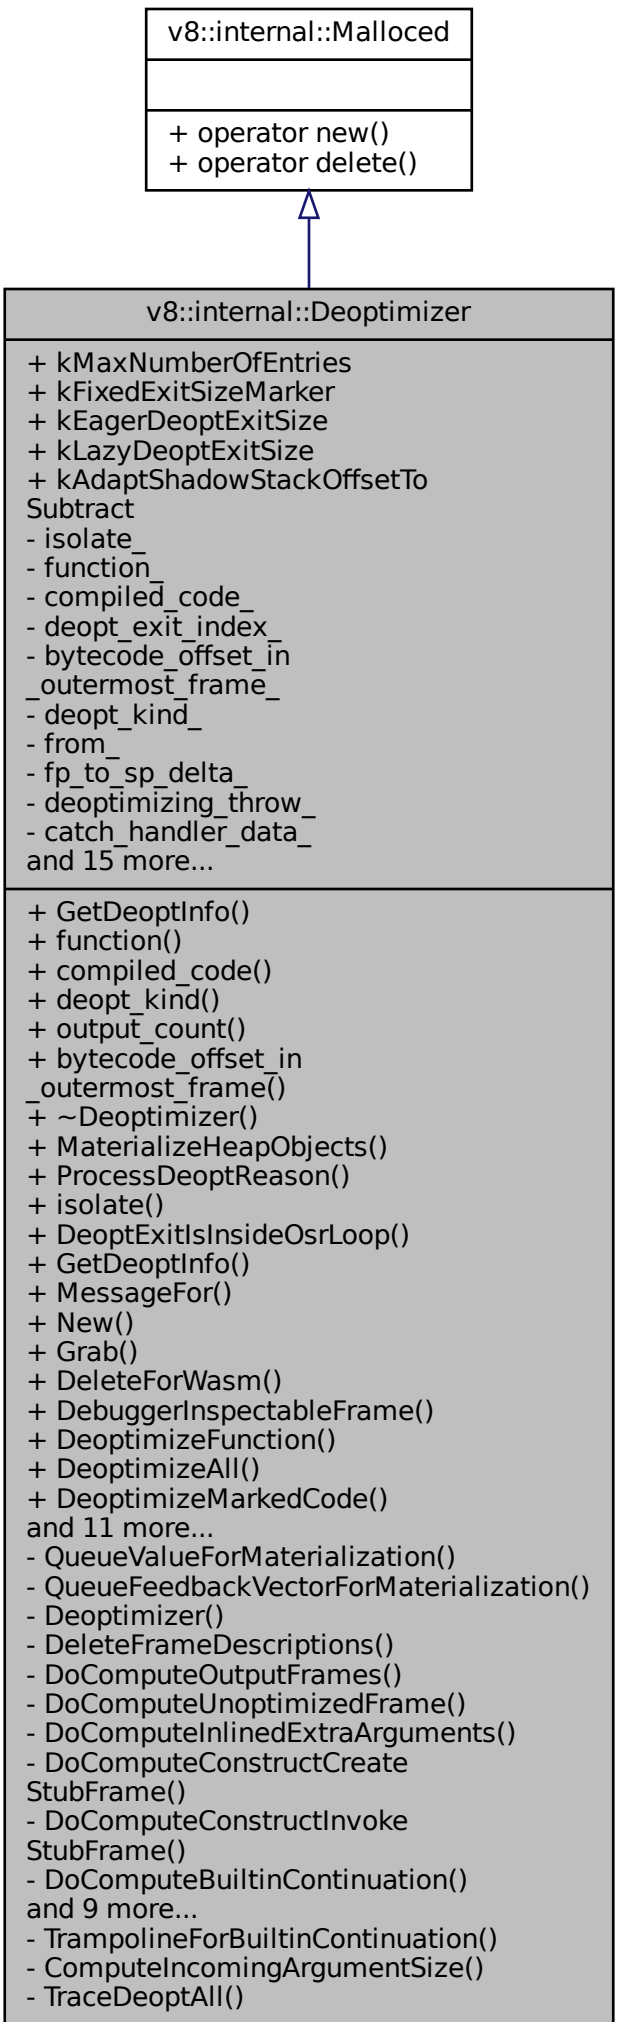 v8::internal::Malloced
+ operator new()
+ operator delete()
v8::internal::Deoptimizer
+ kMaxNumberOfEntries
+ kFixedExitSizeMarker
+ kEagerDeoptExitSize
+ kLazyDeoptExitSize
+ kAdaptShadowStackOffsetTo
Subtract
- isolate_
- function_
- compiled_code_
- deopt_exit_index_
- bytecode_offset_in
_outermost_frame_
- deopt_kind_
- from_
- fp_to_sp_delta_
- deoptimizing_throw_
- catch_handler_data_
and 15 more...
+ GetDeoptInfo()
+ function()
+ compiled_code()
+ deopt_kind()
+ output_count()
+ bytecode_offset_in
_outermost_frame()
+ ~Deoptimizer()
+ MaterializeHeapObjects()
+ ProcessDeoptReason()
+ isolate()
+ DeoptExitIsInsideOsrLoop()
+ GetDeoptInfo()
+ MessageFor()
+ New()
+ Grab()
+ DeleteForWasm()
+ DebuggerInspectableFrame()
+ DeoptimizeFunction()
+ DeoptimizeAll()
+ DeoptimizeMarkedCode()
and 11 more...
- QueueValueForMaterialization()
- QueueFeedbackVectorForMaterialization()
- Deoptimizer()
- DeleteFrameDescriptions()
- DoComputeOutputFrames()
- DoComputeUnoptimizedFrame()
- DoComputeInlinedExtraArguments()
- DoComputeConstructCreate
StubFrame()
- DoComputeConstructInvoke
StubFrame()
- DoComputeBuiltinContinuation()
and 9 more...
- TrampolineForBuiltinContinuation()
- ComputeIncomingArgumentSize()
- TraceDeoptAll()